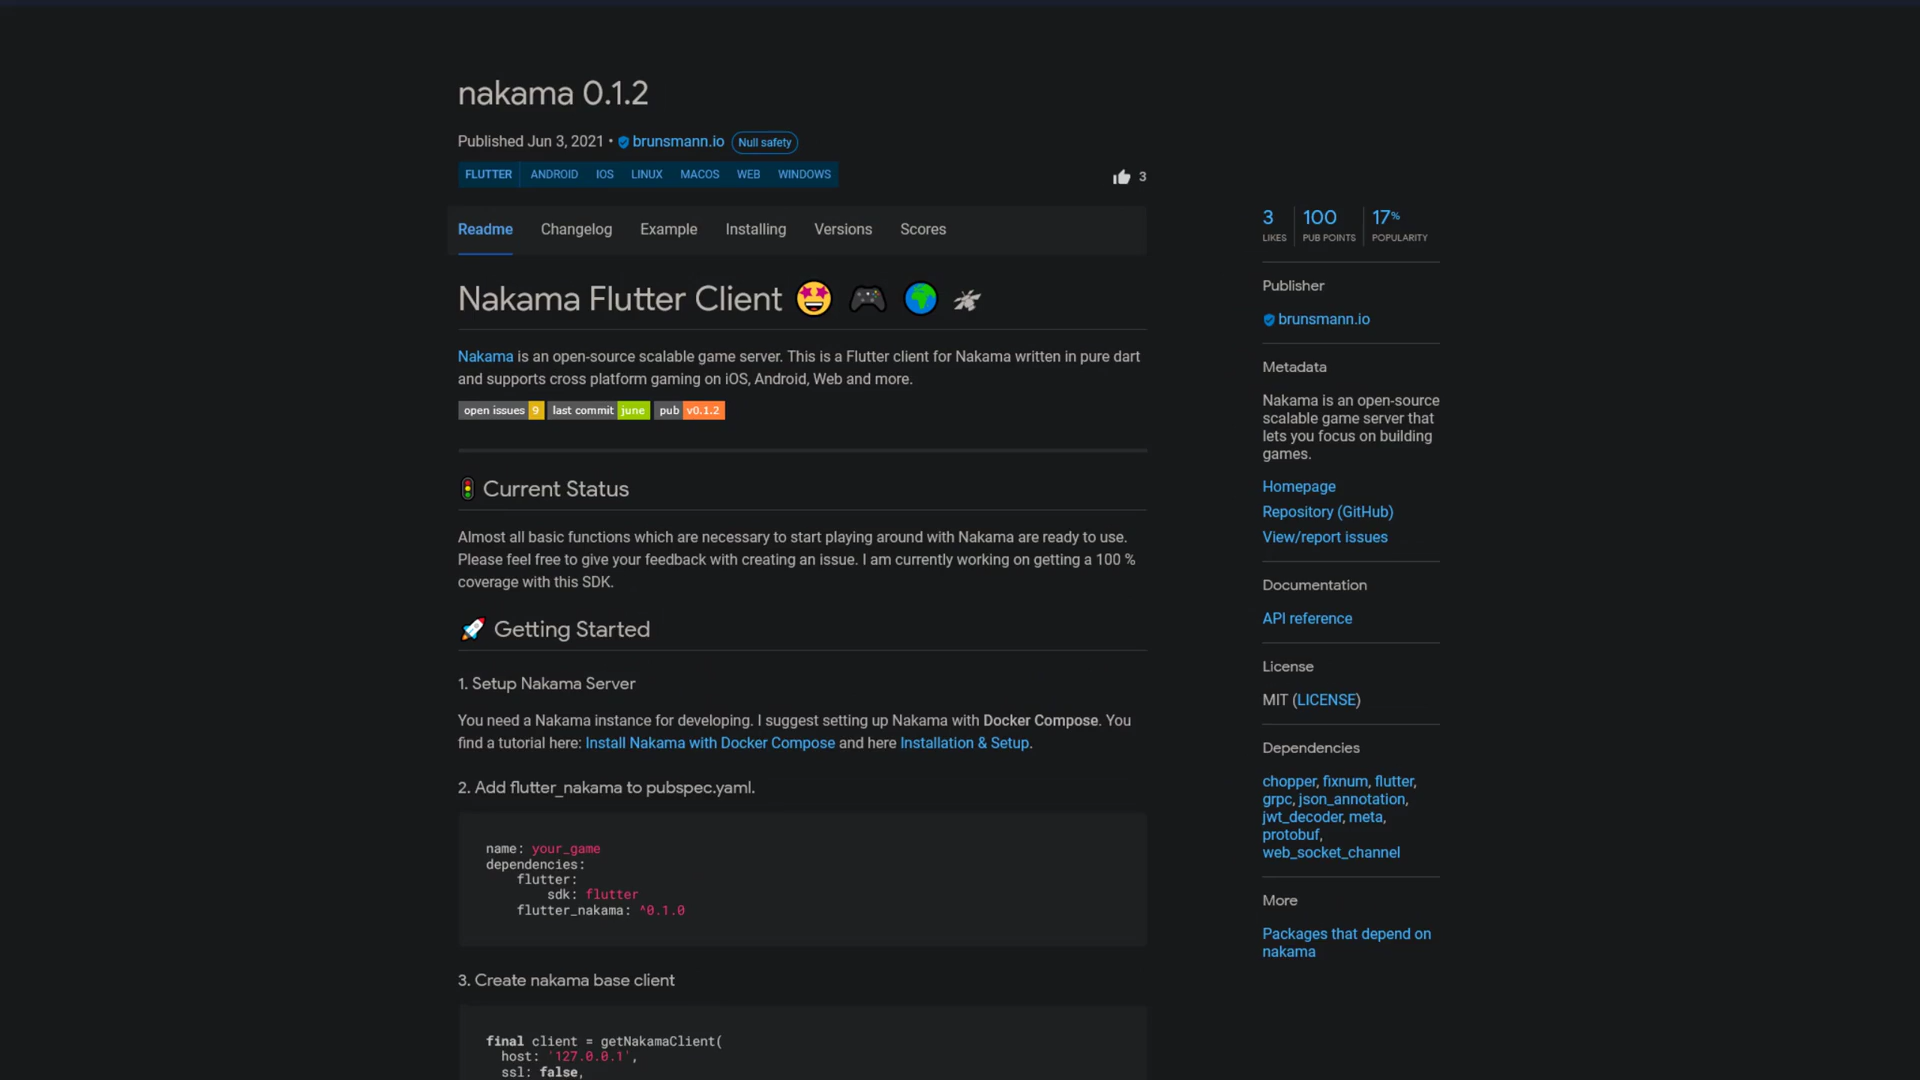 nakama 0.1.2
Published Jun 3, 2021 • brunsmann.io Null safety
FLUTTER ANDROID IOS LINUX MACOS WEB WINDOWS
3
Readme Changelog Example Installing Versions Scores
Nakama Flutter Client
Nakama is an open-source scalable game server. This is a Flutter client for Nakama written in pure dart
and supports cross platform gaming on iOS, Android, Web and more.
open issues 9 last commit june pub v0.1.2
Current Status
Almost all basic functions which are necessary to start playing around with Nakama are ready to use.
Please feel free to give your feedback with creating an issue. I am currently working on getting a 100 %
coverage with this SDK.
Getting Started
1. Setup Nakama Server
You need a Nakama instance for developing. I suggest setting up Nakama with Docker Compose. You
find a tutorial here: Install Nakama with Docker Compose and here Installation & Setup.
2. Add flutter_nakama to pubspec.yaml.
name: your_game
dependencies:
flutter:
sdk: flutter
flutter_nakama: ^0.1.0
3. Create nakama base client
final client = getNakamaClient(
host: '127.0.0.1',
ssl: false,
3 100 17%
LIKES PUB POINTS POPULARITY
Publisher
brunsmann.io
Metadata
Nakama is an open-source
scalable game server that
lets you focus on building
games.
Homepage
Repository (GitHub)
View/report issues
Documentation
API reference
License
MIT (LICENSE)
Dependencies
chopper, fixnum, flutter,
grpc, json_annotation,
jwt_decoder, meta,
protobuf,
web_socket_channel
More
Packages that depend on
nakama